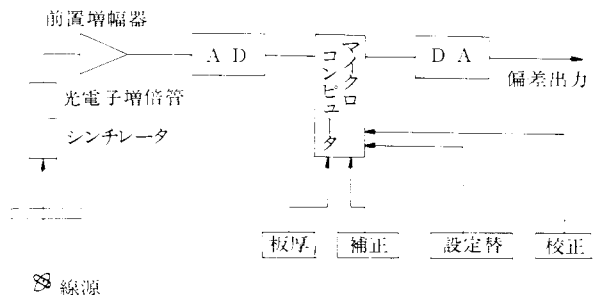 前置増幅器
AD
マイクロコンピュータ
DA
偏差出力
光電子増倍管
シンチレータ
板厚
補正
設定替
校正
線源